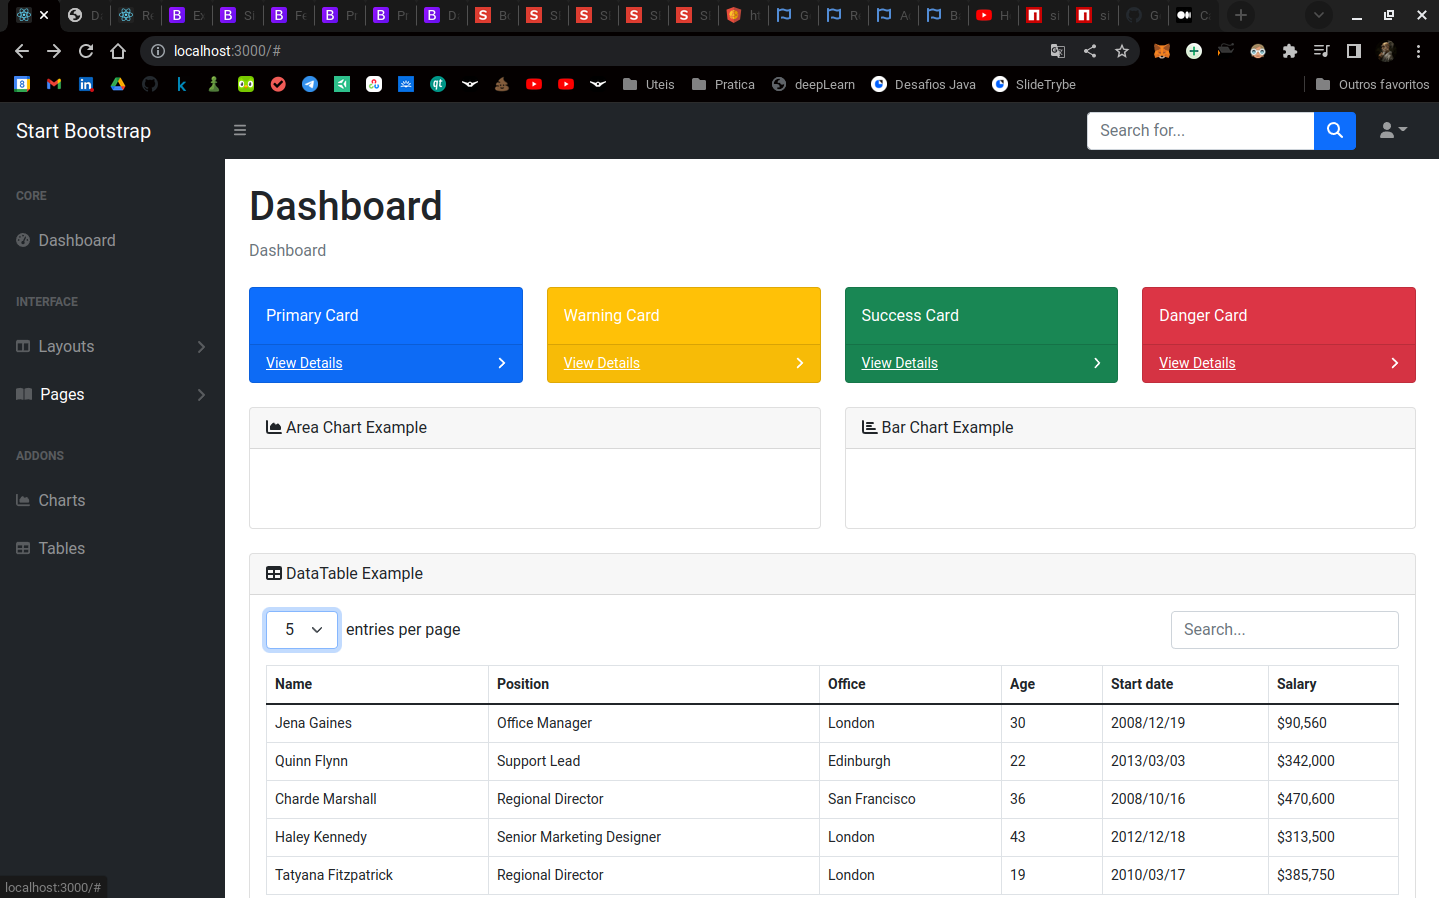 localhost:3000/#
Uteis
Pratica
deepLearn
Desafios Java
SlideTrybe
Outros favoritos
Start Bootstrap
Search for...
CORE
Dashboard
INTERFACE
Layouts
Pages
ADDONS
Charts
Tables
Dashboard
Dashboard
Primary Card
View Details
Warning Card
View Details
Success Card
View Details
Danger Card
View Details
Area Chart Example
Bar Chart Example
DataTable Example
5 entries per page
Search...
Name Position Office Age Start date Salary
Jena Gaines Office Manager London 30 2008/12/19 $90,560
Quinn Flynn Support Lead Edinburgh 22 2013/03/03 $342,000
Charde Marshall Regional Director San Francisco 36 2008/10/16 $470,600
Haley Kennedy Senior Marketing Designer London 43 2012/12/18 $313,500
Tatyana Fitzpatrick Regional Director London 19 2010/03/17 $385,750
localhost:3000/#